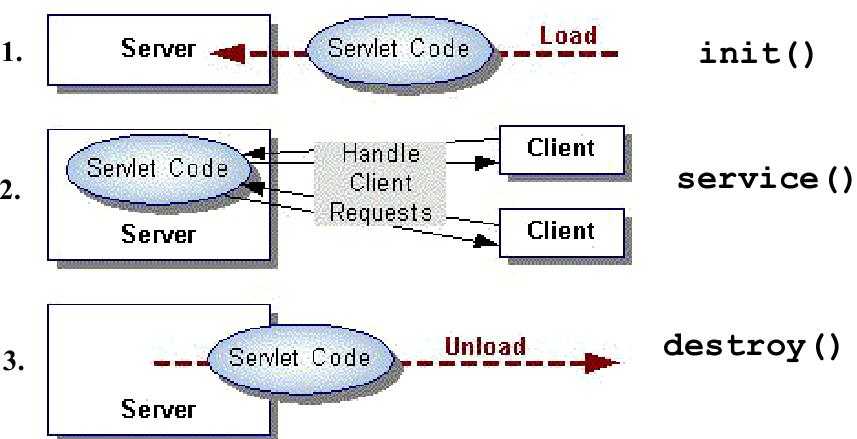 1.
Server
Servlet Code
Load
init()
2.
Servlet Code
Server
Handle
Client
Requests
Client
Client
service()
3.
Servlet Code
Server
Unload
destroy()